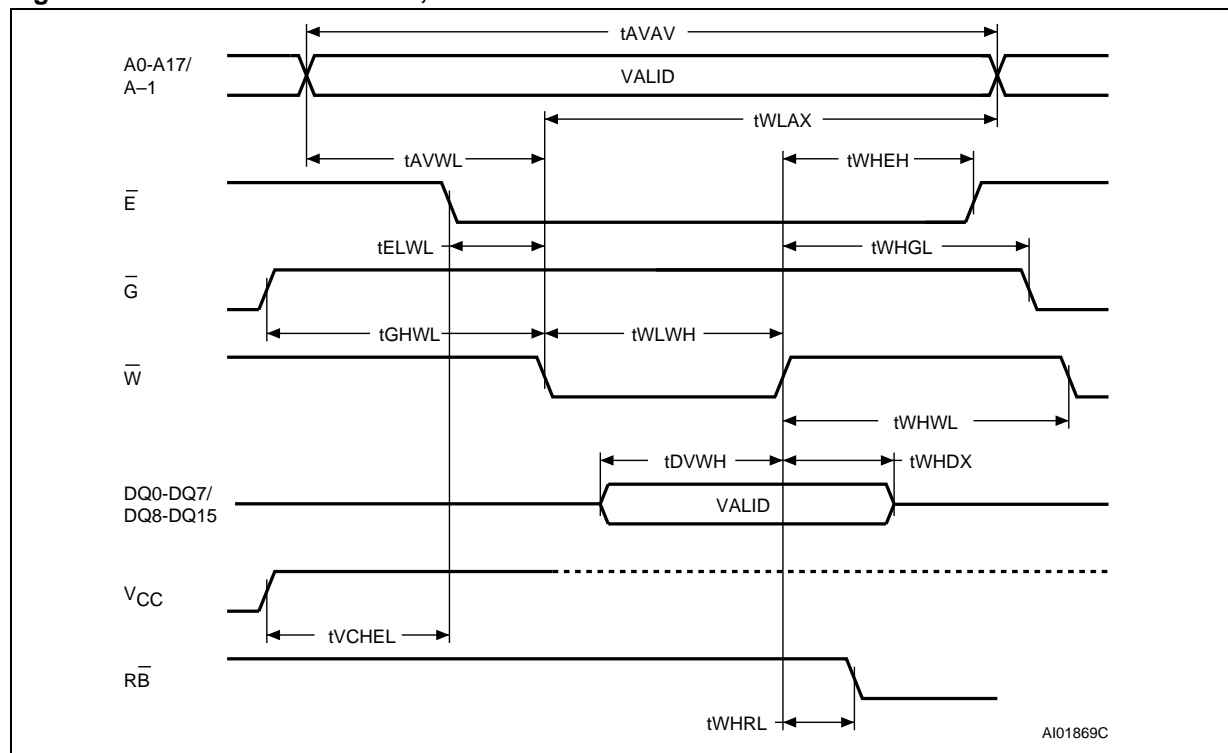 tAVAV
A0-A17/
A–1
VALID
tWLAX
tAVWL
tWHEH
E̅
tELWL
tWHGL
G̅
tGHWL
tWLWH
W̅
tWHWL
tDVWH
tWHDX
DQ0-DQ7/
DQ8-DQ15
VALID
VCC
tVCHEL
RB̅
tWHRL
AI01869C